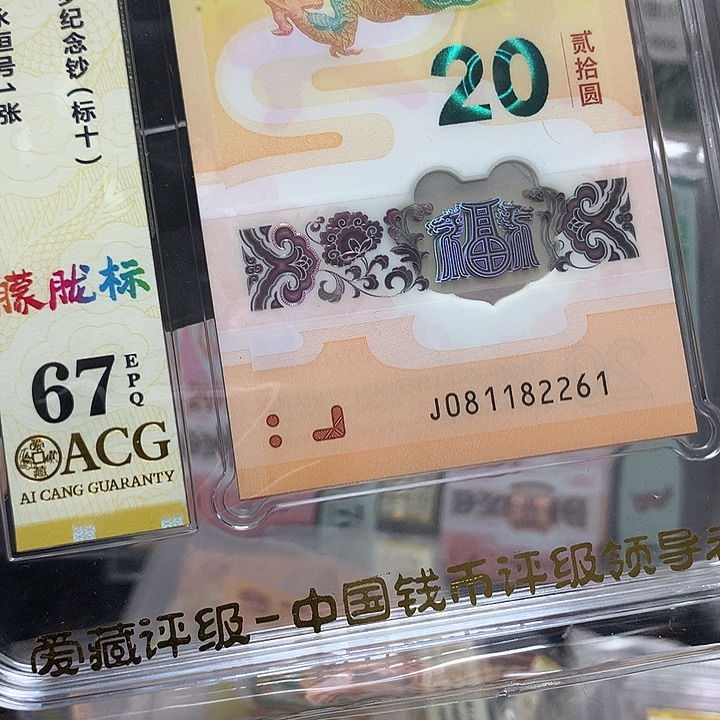 纪念钞(标十)
恒号1张
朦胧标
67
EPQ
ACG
AI CANG GUARANTY
20
贰拾圆
福
J081182261
爱藏评级-中国钱币评级领导